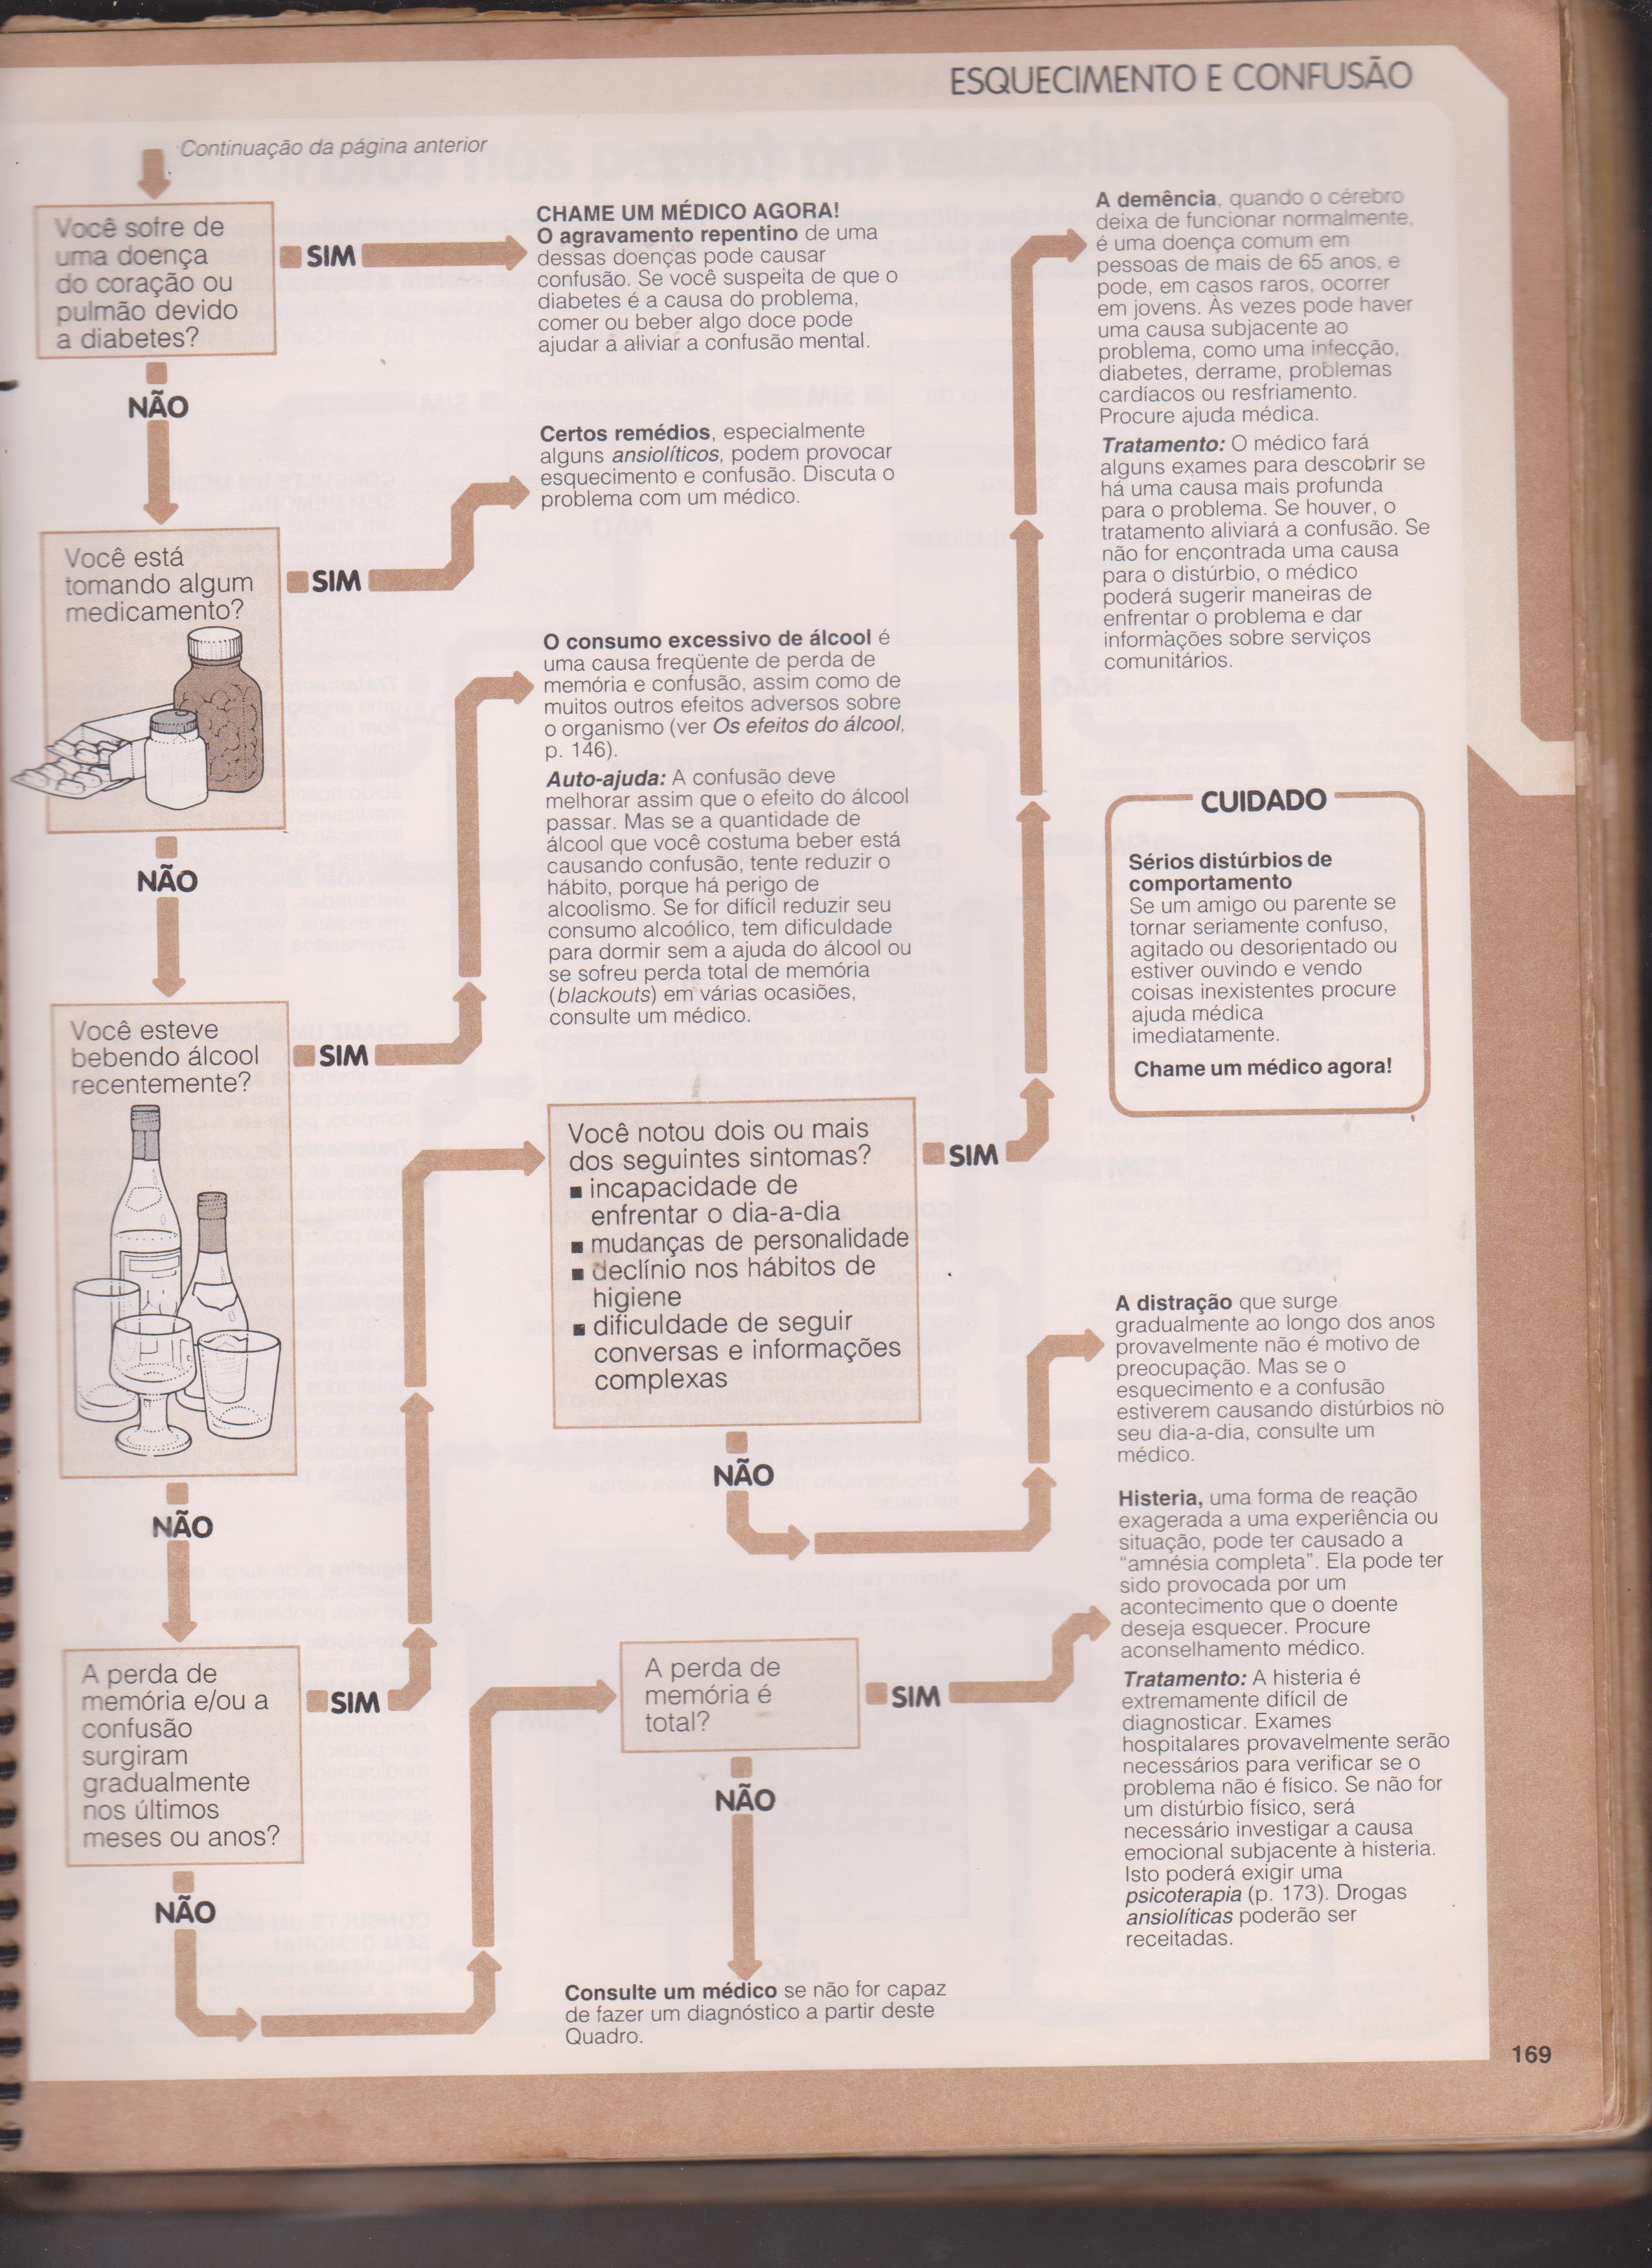 ESQUECIMENTO E CONFUSÃO
Continuação da página anterior
Você sofre de
uma doença
do coração ou
pulmão devido
a diabetes?
SIM
NÃO
CHAME UM MÉDICO AGORA!
O agravamento repentino de uma
dessas doenças pode causar
confusão. Se você suspeita de que o
diabetes é a causa do problema,
comer ou beber algo doce pode
ajudar a aliviar a confusão mental.
Você está
tomando algum
medicamento?
SIM
NÃO
Certos remédios, especialmente
alguns ansiolíticos, podem provocar
esquecimento e confusão. Discuta o
problema com um médico.
Você esteve
bebendo álcool
recentemente?
SIM
NÃO
O consumo excessivo de álcool é
uma causa freqüente de perda de
memória e confusão, assim como de
muitos outros efeitos adversos sobre
o organismo (ver Os efeitos do álcool,
p. 146).
Auto-ajuda: A confusão deve
melhorar assim que o efeito do álcool
passar. Mas se a quantidade de
álcool que você costuma beber está
causando confusão, tente reduzir o
hábito, porque há perigo de
alcoolismo. Se for difícil reduzir seu
consumo alcoólico, tem dificuldade
para dormir sem a ajuda do álcool ou
se sofreu perda total de memória
(blackouts) em várias ocasiões,
consulte um médico.
A perda de
memória e/ou a
confusão
surgiram
gradualmente
nos últimos
meses ou anos?
SIM
NÃO
Você notou dois ou mais
dos seguintes sintomas?
■ incapacidade de
enfrentar o dia-a-dia
■ mudanças de personalidade
■ declínio nos hábitos de
higiene
■ dificuldade de seguir
conversas e informações
complexas
SIM
NÃO
A perda de
memória é
total?
SIM
NÃO
Consulte um médico se não for capaz
de fazer um diagnóstico a partir deste
Quadro.
A demência, quando o cérebro
deixa de funcionar normalmente,
é uma doença comum em
pessoas de mais de 65 anos, e
pode, em casos raros, ocorrer
em jovens. Às vezes pode haver
uma causa subjacente ao
problema, como uma infecção,
diabetes, derrame, problemas
cardíacos ou resfriamento.
Procure ajuda médica.
Tratamento: O médico fará
alguns exames para descobrir se
há uma causa mais profunda
para o problema. Se houver, o
tratamento aliviará a confusão. Se
não for encontrada uma causa
para o distúrbio, o médico
poderá sugerir maneiras de
enfrentar o problema e dar
informações sobre serviços
comunitários.
CUIDADO
Sérios distúrbios de
comportamento
Se um amigo ou parente se
tornar seriamente confuso,
agitado ou desorientado ou
estiver ouvindo e vendo
coisas inexistentes procure
ajuda médica
imediatamente.
Chame um médico agora!
A distração que surge
gradualmente ao longo dos anos
provavelmente não é motivo de
preocupação. Mas se o
esquecimento e a confusão
estiverem causando distúrbios no
seu dia-a-dia, consulte um
médico.
Histeria, uma forma de reação
exagerada a uma experiência ou
situação, pode ter causado a
“amnésia completa”. Ela pode ter
sido provocada por um
acontecimento que o doente
deseja esquecer. Procure
aconselhamento médico.
Tratamento: A histeria é
extremamente difícil de
diagnosticar. Exames
hospitalares provavelmente serão
necessários para verificar se o
problema não é físico. Se não for
um distúrbio físico, será
necessário investigar a causa
emocional subjacente à histeria.
Isto poderá exigir uma
psicoterapia (p. 173). Drogas
ansiolíticas poderão ser
receitadas.
169